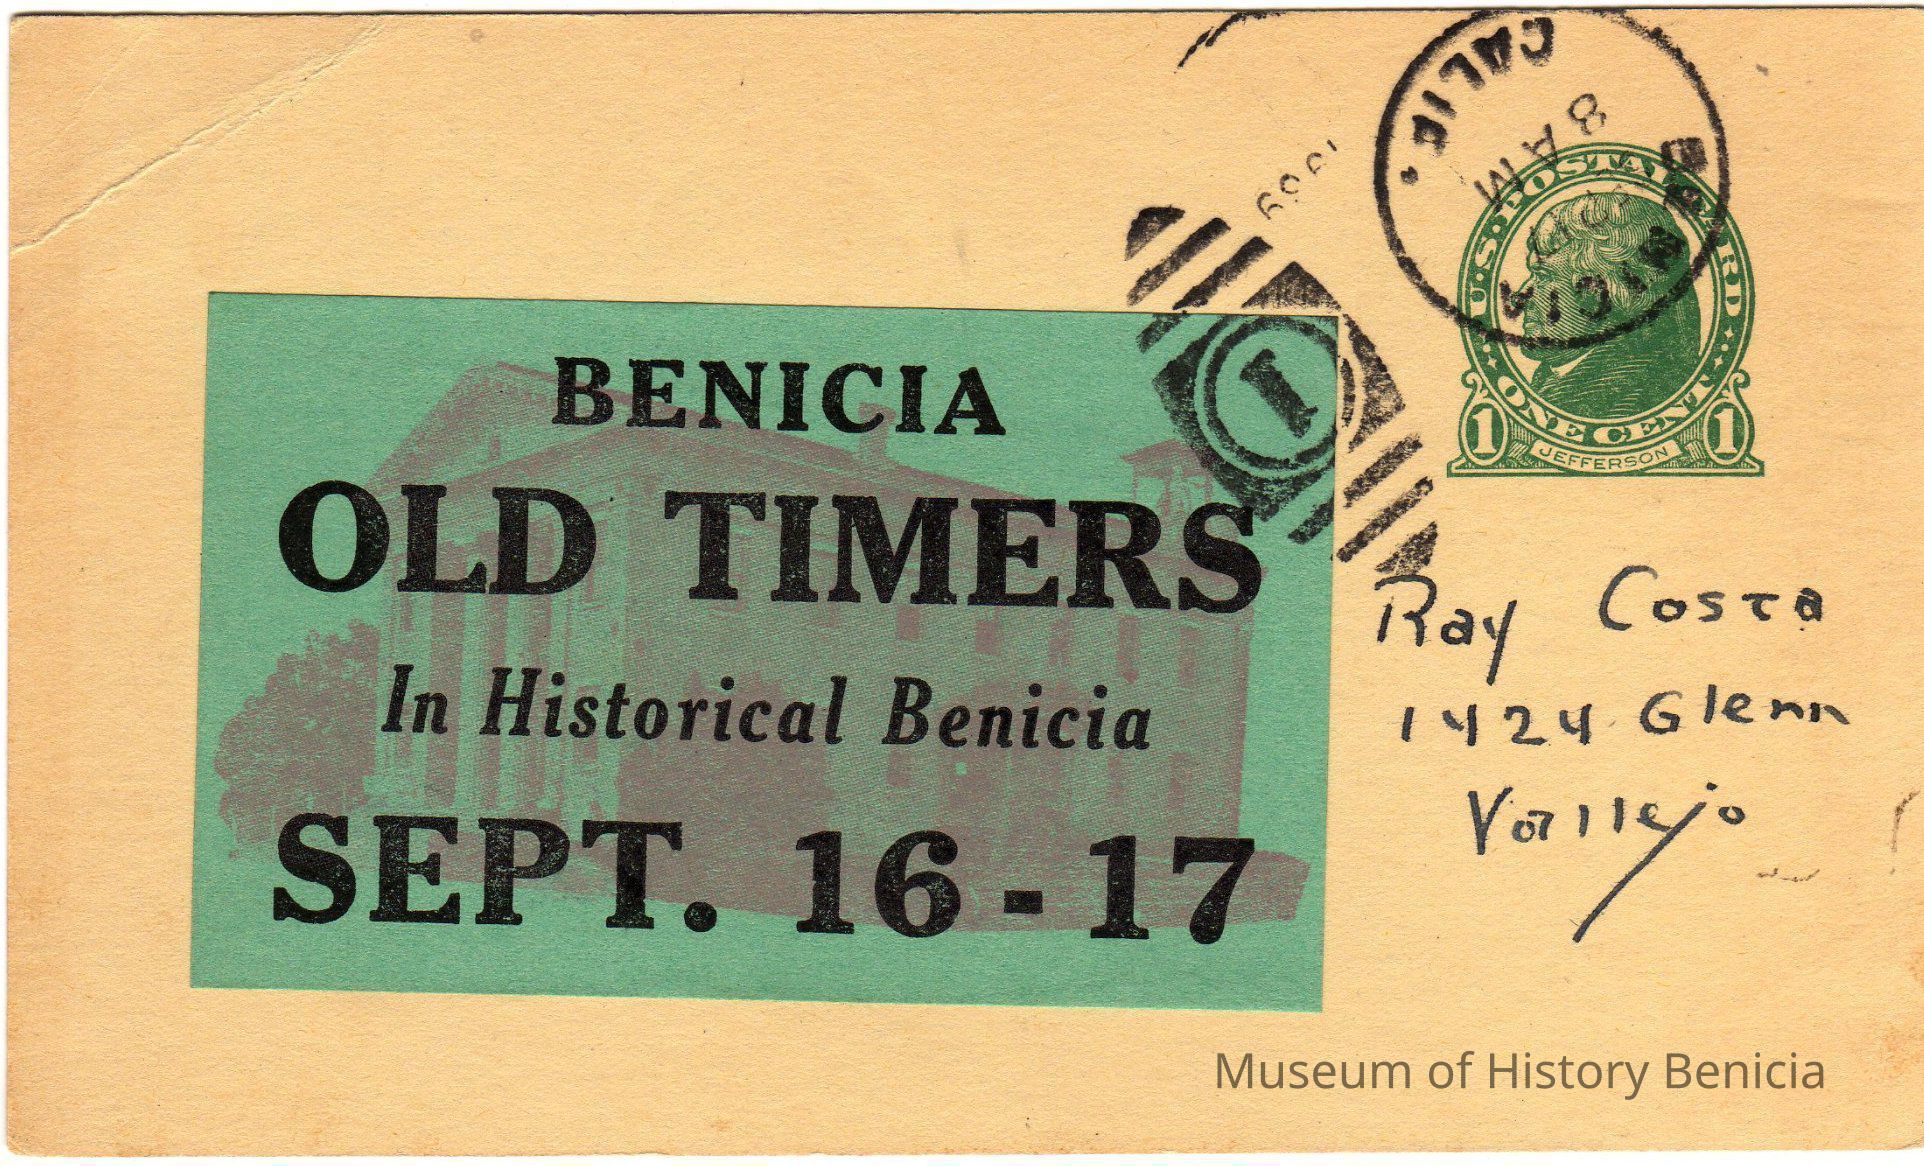 CALIF.
8 AM
U.S. POSTAL CARD
ONE CENT
1 JEFFERSON 1
1
BENICIA
OLD TIMERS
In Historical Benicia
SEPT. 16 - 17
Ray Costa
1424 Glenn
Vallejo
Museum of History Benicia